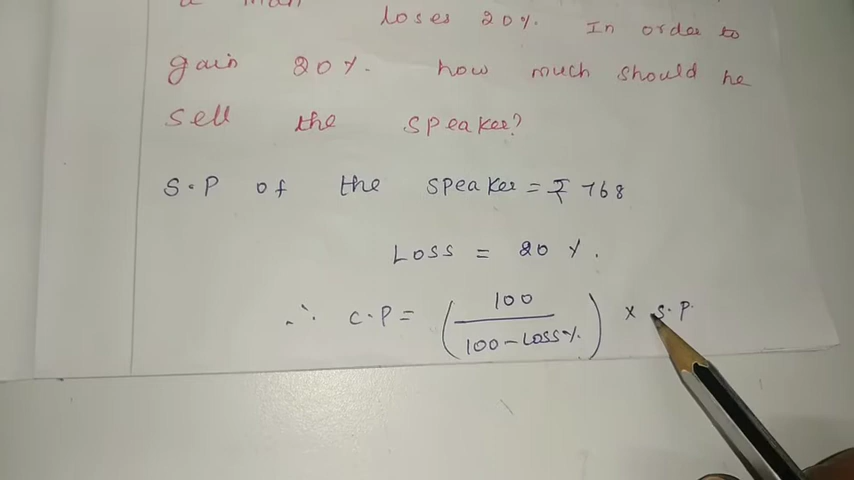 a man
loses 20%. In order to
gain 20%. how much should he
sell the speaker?
S.P of the speaker = ₹ 768
Loss = 20 %.
∴ C.P = (100 / 100 - Loss%) × S.P.